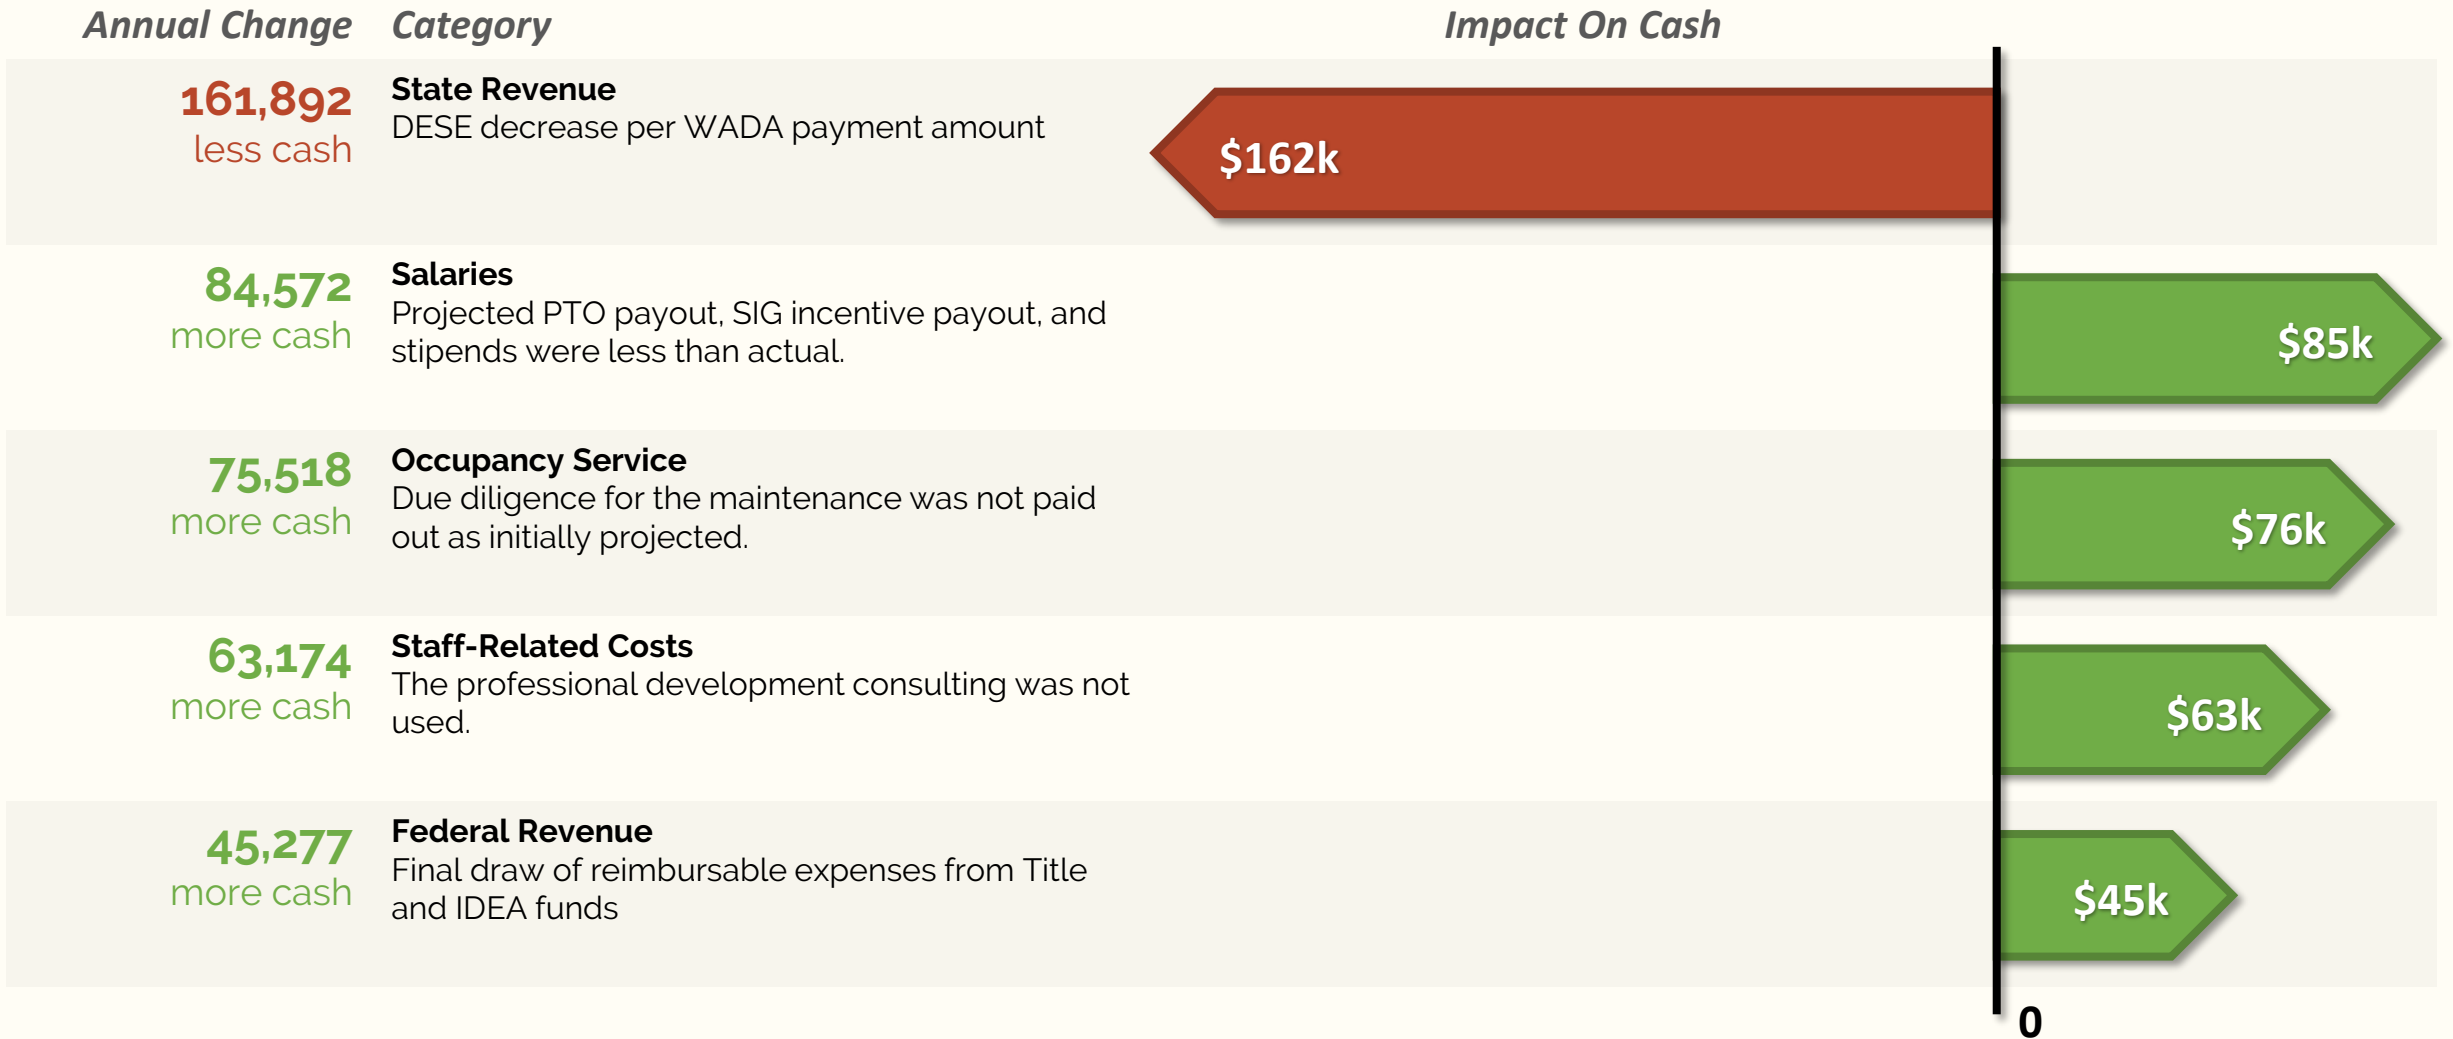 Annual Change Category Impact On Cash
161,892
less cash
State Revenue
DESE decrease per WADA payment amount
$162k
84,572
more cash
Salaries
Projected PTO payout, SIG incentive payout, and
stipends were less than actual.
$85k
75,518
more cash
Occupancy Service
Due diligence for the maintenance was not paid
out as initially projected.
$76k
63,174
more cash
Staff-Related Costs
The professional development consulting was not
used.
$63k
45,277
more cash
Federal Revenue
Final draw of reimbursable expenses from Title
and IDEA funds
$45k
0